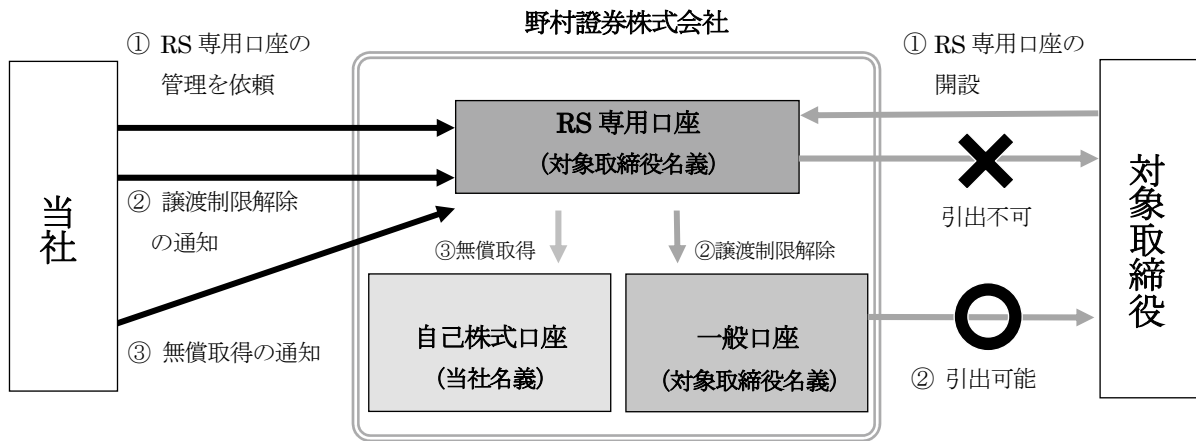 野村證券株式会社
① RS 専用口座の
管理を依頼
① RS 専用口座の
開設
RS 専用口座
(対象取締役名義)
当社
② 譲渡制限解除
の通知
引出不可
対象取締役
③無償取得
②譲渡制限解除
自己株式口座
(当社名義)
一般口座
(対象取締役名義)
③ 無償取得の通知
② 引出可能